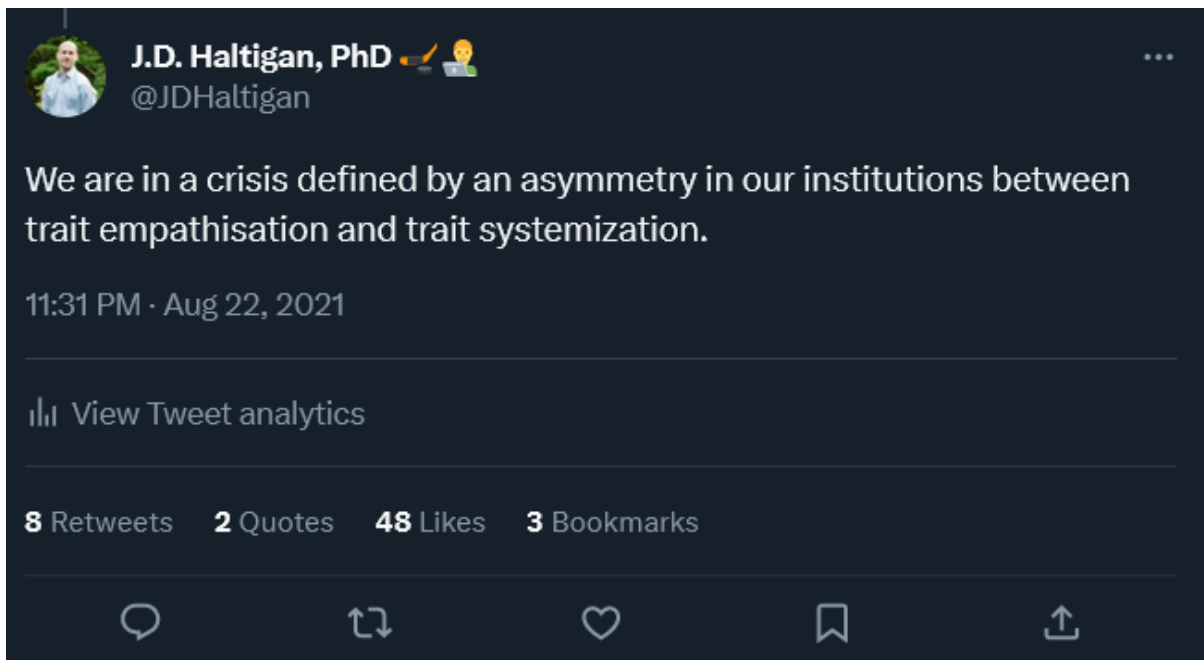 J.D. Haltigan, PhD 🏒👨‍💻
@JDHaltigan
We are in a crisis defined by an asymmetry in our institutions between
trait empathisation and trait systemization.
11:31 PM · Aug 22, 2021
View Tweet analytics
8 Retweets 2 Quotes 48 Likes 3 Bookmarks